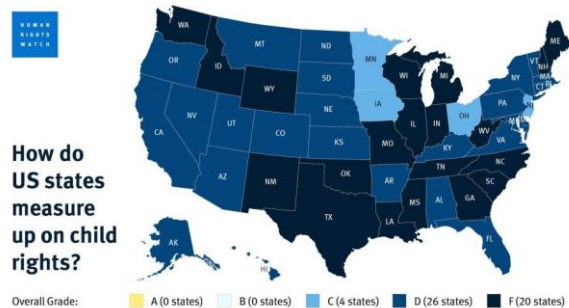 HUMAN
RIGHTS
WATCH
How do
US states
measure
up on child
rights?
WA
OR
CA
ID
NV
MT
WY
UT
AZ
CO
NM
ND
SD
NE
KS
OK
TX
MN
IA
MO
AR
LA
WI
IL
MI
IN
OH
KY
TN
MS
AL
GA
FL
SC
NC
VA
WV
PA
NY
VT
NH
ME
MA
CT
AK
HI
Overall Grade:
A (0 states)
B (0 states)
C (4 states)
D (26 states)
F (20 states)